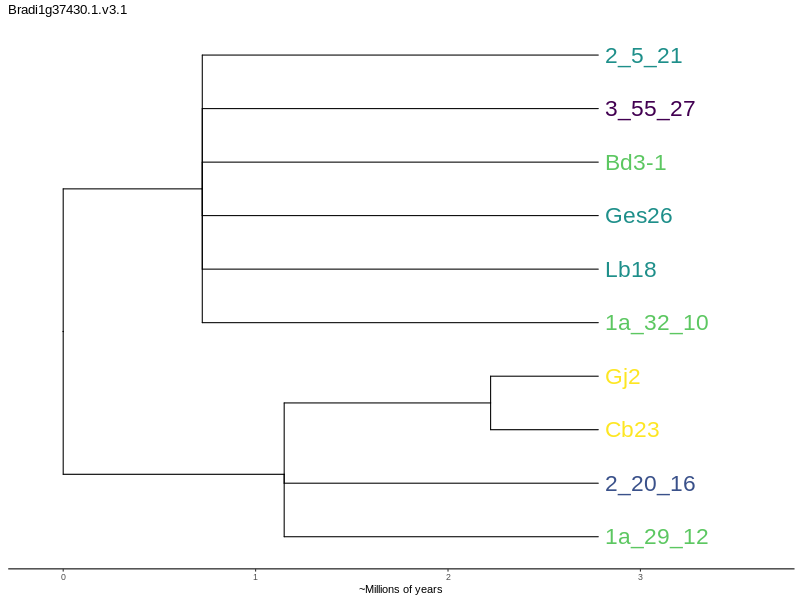 Bradi1g37430.1.v3.1
2_5_21
3_55_27
Bd3-1
Ges26
Lb18
1a_32_10
Gj2
Cb23
2_20_16
1a_29_12
0 1 2 3
~Millions of years